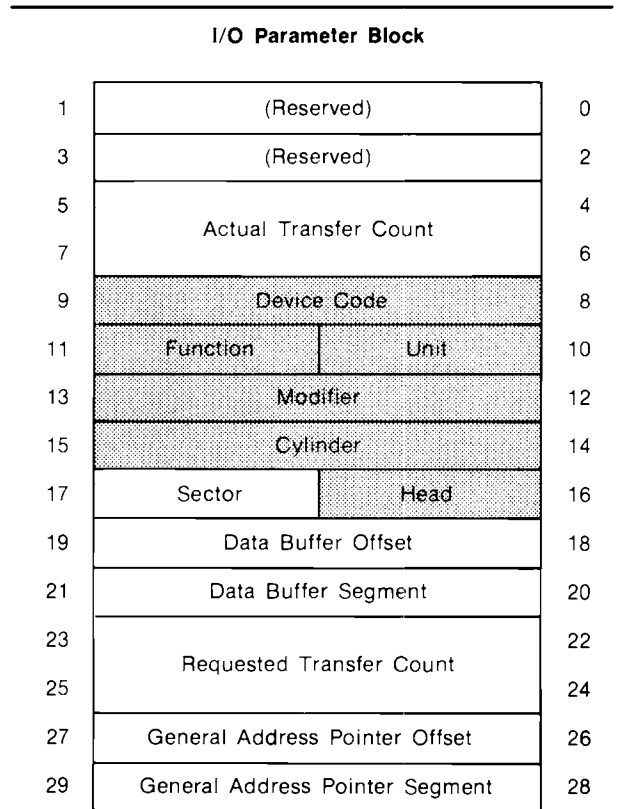 I/O Parameter Block
1 (Reserved) 0
3 (Reserved) 2
5 4
Actual Transfer Count
7 6
9 Device Code 8
11 Function Unit 10
13 Modifier 12
15 Cylinder 14
17 Sector Head 16
19 Data Buffer Offset 18
21 Data Buffer Segment 20
23 22
Requested Transfer Count
25 24
27 General Address Pointer Offset 26
29 General Address Pointer Segment 28